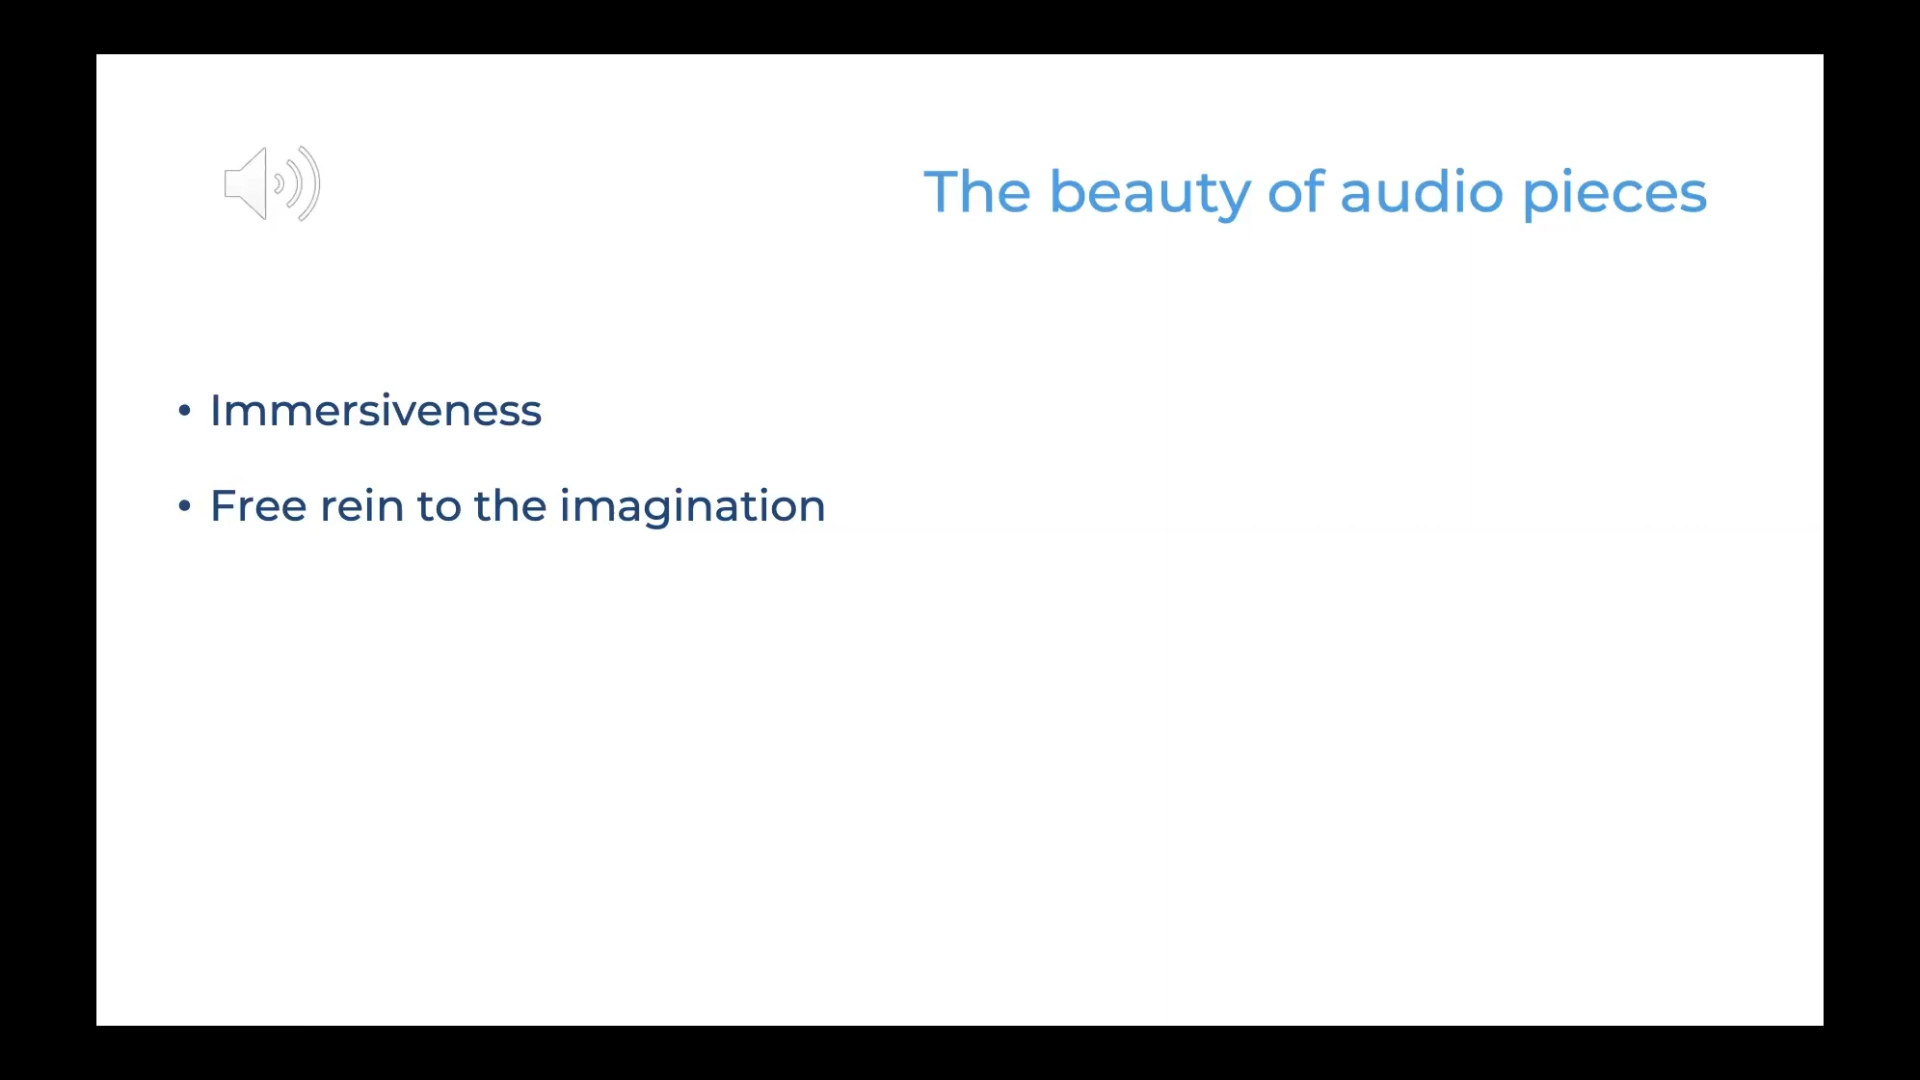 The beauty of audio pieces
• Immersiveness
• Free rein to the imagination